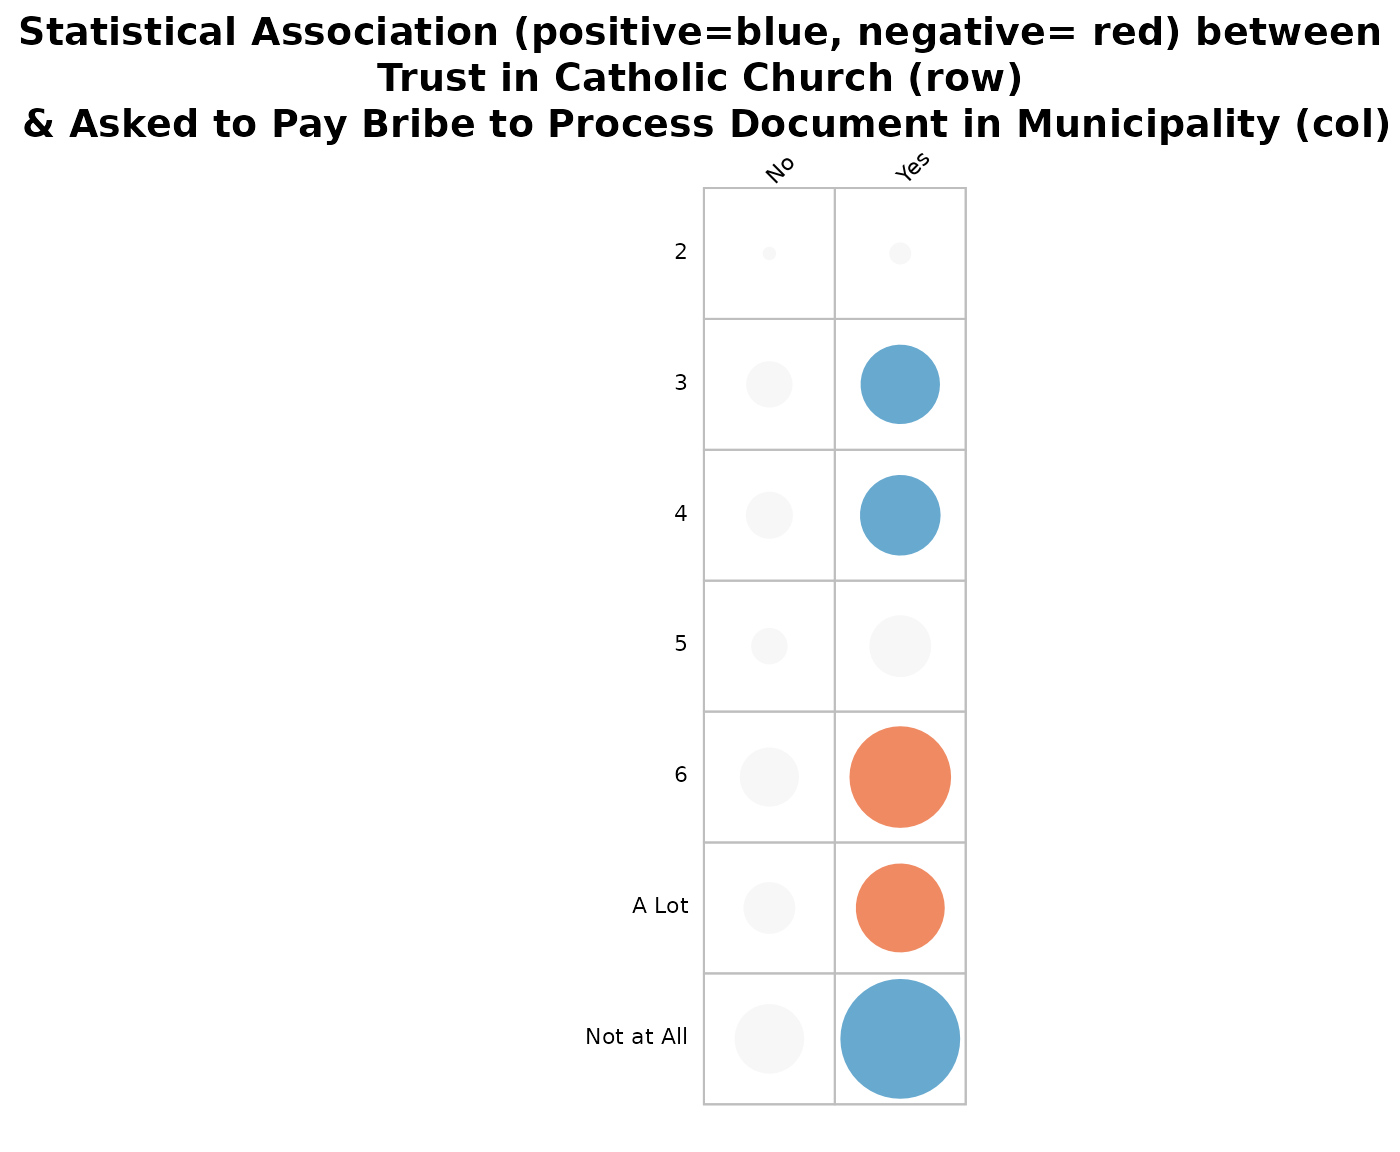 Statistical Association (positive=blue, negative= red) between
Trust in Catholic Church (row)
& Asked to Pay Bribe to Process Document in Municipality (col)
No Yes
2
3
4
5
6
A Lot
Not at All